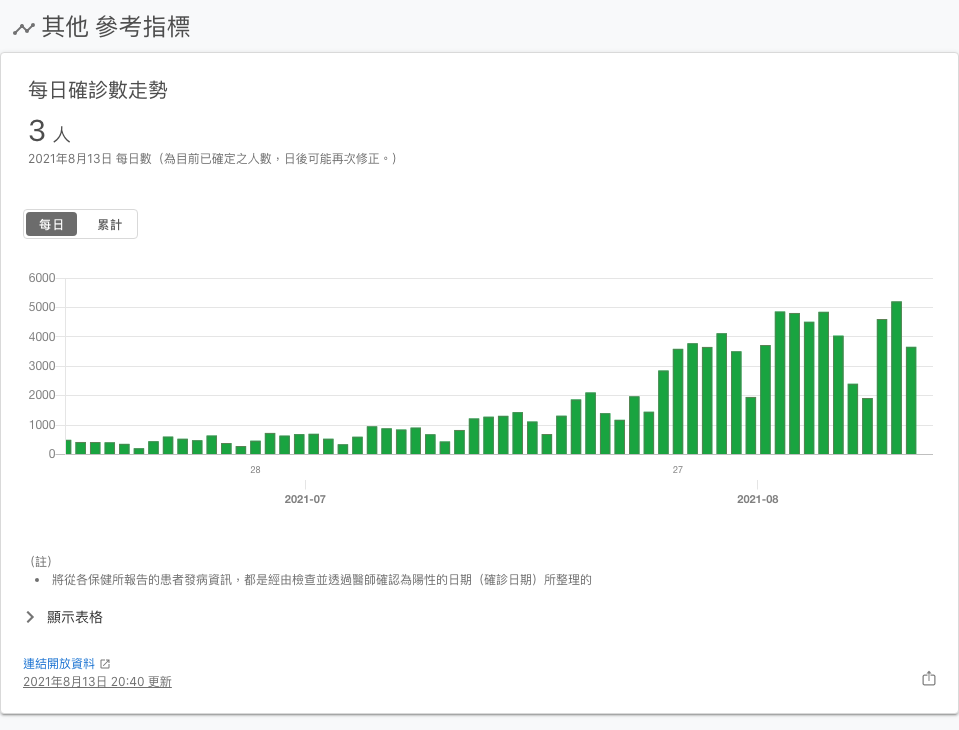 其他 參考指標
每日確診數走勢
3 人
2021年8月13日 每日數（為目前已確定之人數，日後可能再次修正。）
每日 累計
6000
5000
4000
3000
2000
1000
0
28 27
2021-07 2021-08
（註）
• 將從各保健所報告的患者發病資訊，都是經由檢查並透過醫師確認為陽性的日期（確診日期）所整理的
顯示表格
連結開放資料
2021年8月13日 20:40 更新